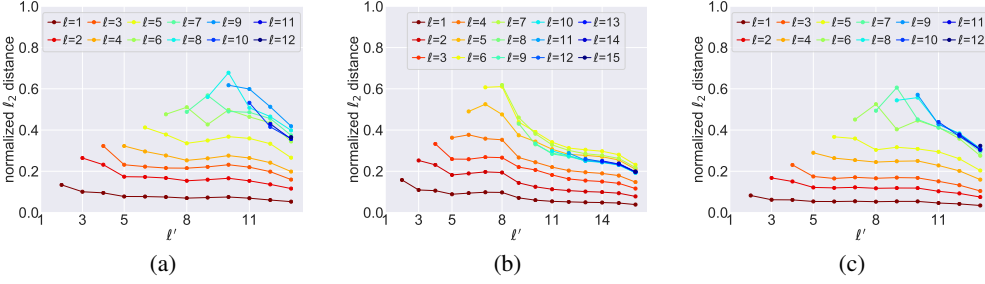 ℓ=1 ℓ=3 ℓ=5 ℓ=7 ℓ=9 ℓ=11
ℓ=2 ℓ=4 ℓ=6 ℓ=8 ℓ=10 ℓ=12
normalized ℓ2 distance
1.0
0.8
0.6
0.4
0.2
0.0
1 3 5 8 11
ℓ′
(a)
ℓ=1 ℓ=4 ℓ=7 ℓ=10 ℓ=13
ℓ=2 ℓ=5 ℓ=8 ℓ=11 ℓ=14
ℓ=3 ℓ=6 ℓ=9 ℓ=12 ℓ=15
normalized ℓ2 distance
1.0
0.8
0.6
0.4
0.2
0.0
1 3 5 8 11 14
ℓ′
(b)
ℓ=1 ℓ=3 ℓ=5 ℓ=7 ℓ=9 ℓ=11
ℓ=2 ℓ=4 ℓ=6 ℓ=8 ℓ=10 ℓ=12
normalized ℓ2 distance
1.0
0.8
0.6
0.4
0.2
0.0
1 3 5 8 11
ℓ′
(c)